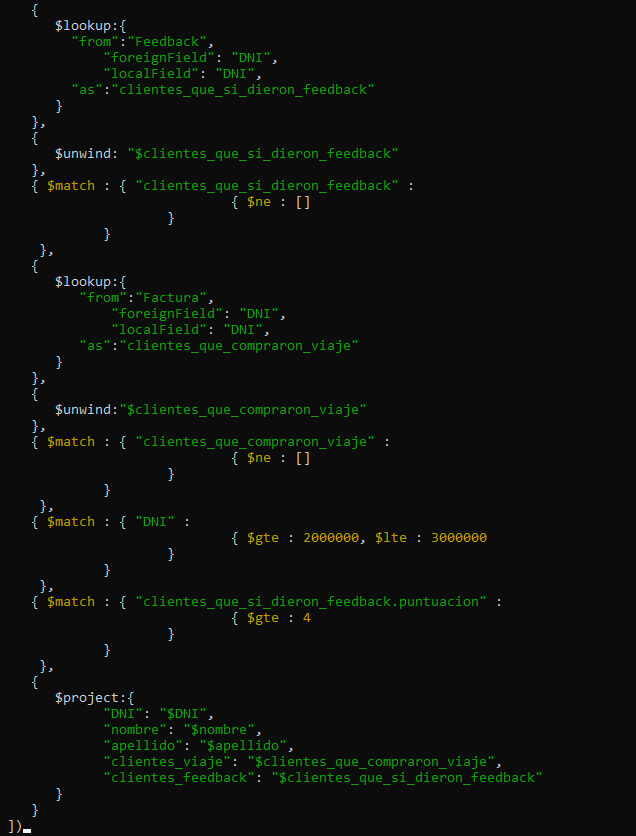 {
$lookup:{
"from":"Feedback",
"foreignField": "DNI",
"localField": "DNI",
"as":"clientes_que_si_dieron_feedback"
}
},
{
$unwind: "$clientes_que_si_dieron_feedback"
},
{ $match : { "clientes_que_si_dieron_feedback" :
{ $ne : []
}
}
},
{
$lookup:{
"from":"Factura",
"foreignField": "DNI",
"localField": "DNI",
"as":"clientes_que_compraron_viaje"
}
},
{
$unwind:"$clientes_que_compraron_viaje"
},
{ $match : { "clientes_que_compraron_viaje" :
{ $ne : []
}
}
},
{ $match : { "DNI" :
{ $gte : 2000000, $lte : 3000000
}
}
},
{ $match : { "clientes_que_si_dieron_feedback.puntuacion" :
{ $gte : 4
}
}
},
{
$project:{
"DNI": "$DNI",
"nombre": "$nombre",
"apellido": "$apellido",
"clientes_viaje": "$clientes_que_compraron_viaje",
"clientes_feedback": "$clientes_que_si_dieron_feedback"
}
}
])